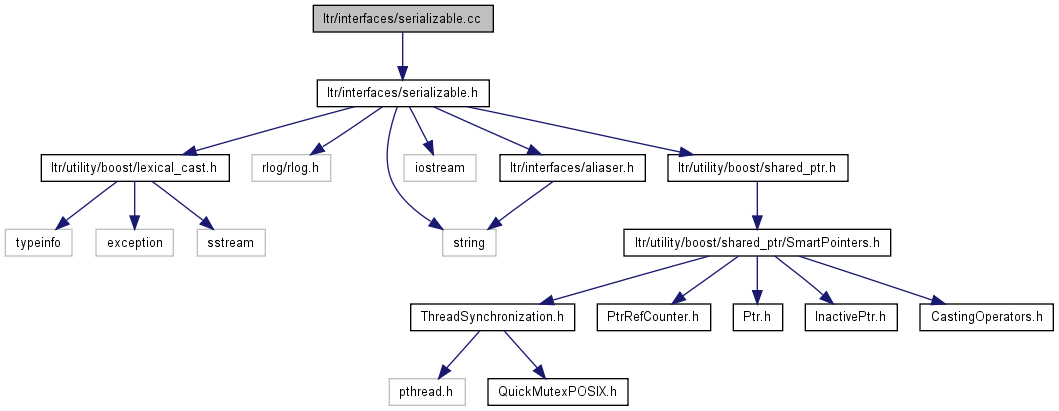 ltr/interfaces/serializable.cc
ltr/interfaces/serializable.h
ltr/utility/boost/lexical_cast.h
rlog/rlog.h
iostream
ltr/interfaces/aliaser.h
ltr/utility/boost/shared_ptr.h
typeinfo
exception
sstream
string
ltr/utility/boost/shared_ptr/SmartPointers.h
ThreadSynchronization.h
PtrRefCounter.h
Ptr.h
InactivePtr.h
CastingOperators.h
pthread.h
QuickMutexPOSIX.h